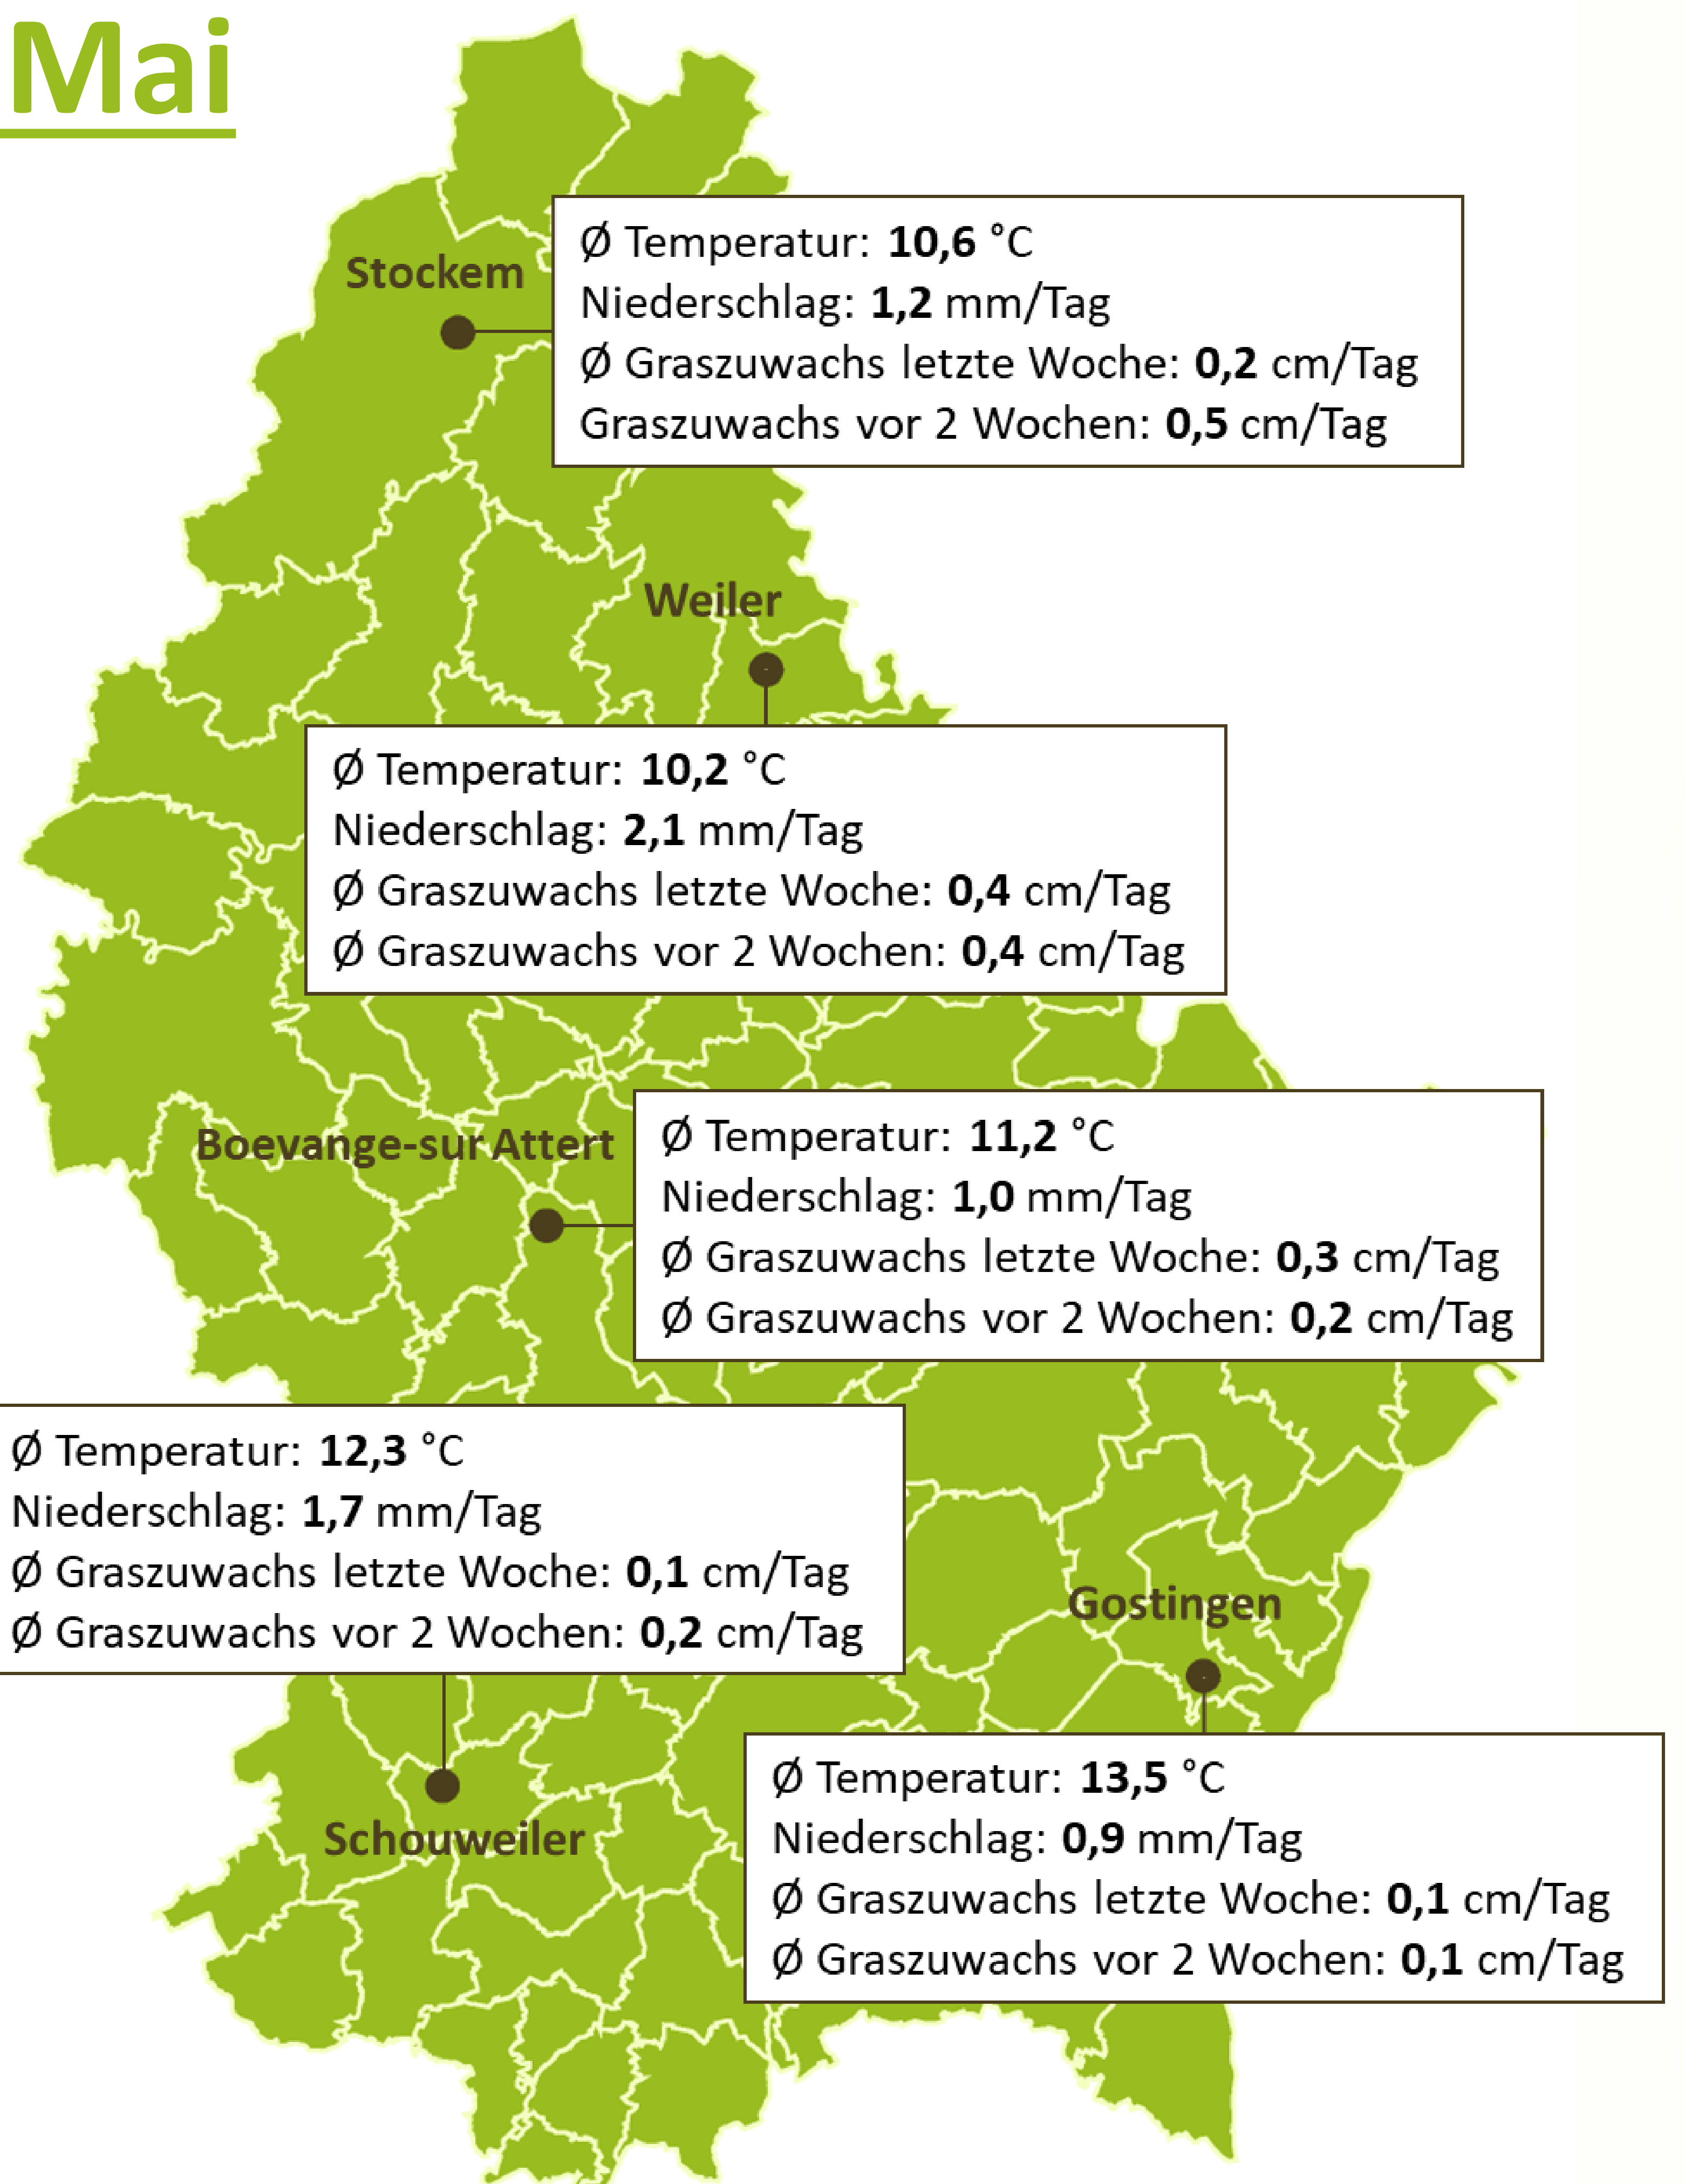 Mai
Stockem
Ø Temperatur: 10,6 °C
Niederschlag: 1,2 mm/Tag
Ø Graszuwachs letzte Woche: 0,2 cm/Tag
Graszuwachs vor 2 Wochen: 0,5 cm/Tag
Weiler
Ø Temperatur: 10,2 °C
Niederschlag: 2,1 mm/Tag
Ø Graszuwachs letzte Woche: 0,4 cm/Tag
Ø Graszuwachs vor 2 Wochen: 0,4 cm/Tag
Boevange-sur Attert
Ø Temperatur: 11,2 °C
Niederschlag: 1,0 mm/Tag
Ø Graszuwachs letzte Woche: 0,3 cm/Tag
Ø Graszuwachs vor 2 Wochen: 0,2 cm/Tag
Ø Temperatur: 12,3 °C
Niederschlag: 1,7 mm/Tag
Ø Graszuwachs letzte Woche: 0,1 cm/Tag
Ø Graszuwachs vor 2 Wochen: 0,2 cm/Tag
Schouweiler
Gostingen
Ø Temperatur: 13,5 °C
Niederschlag: 0,9 mm/Tag
Ø Graszuwachs letzte Woche: 0,1 cm/Tag
Ø Graszuwachs vor 2 Wochen: 0,1 cm/Tag